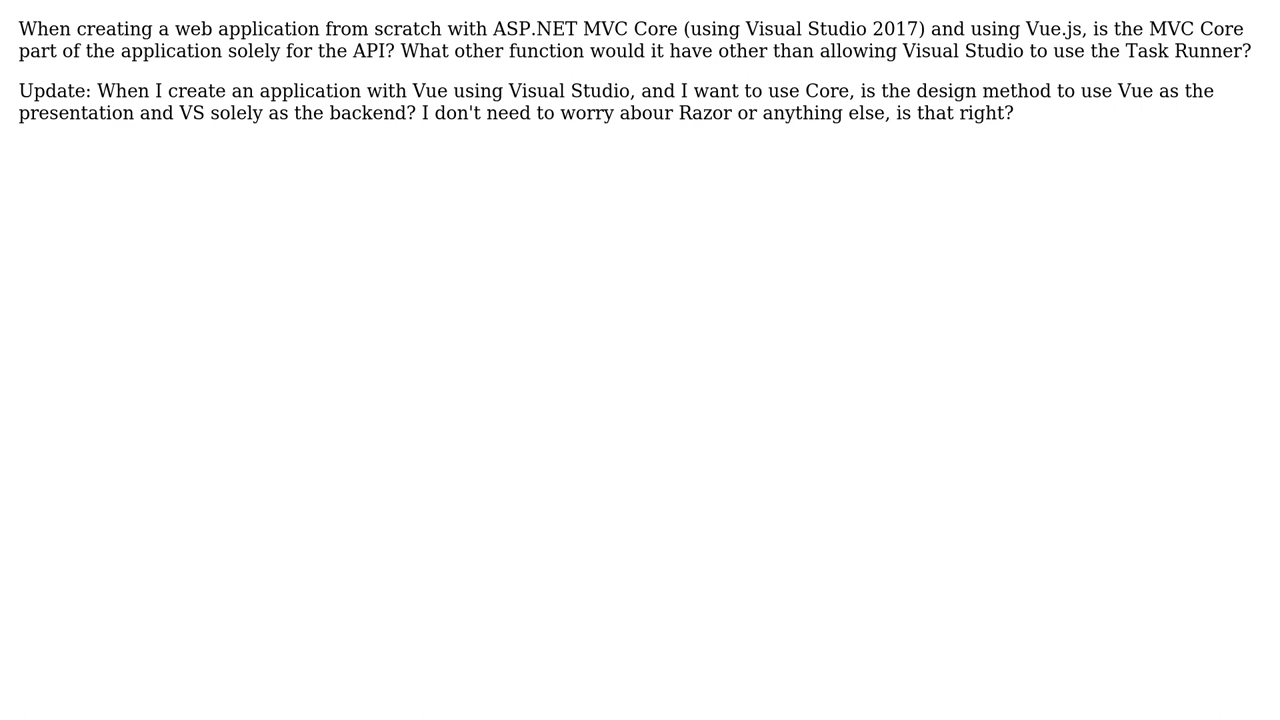 When creating a web application from scratch with ASP.NET MVC Core (using Visual Studio 2017) and using Vue.js, is the MVC Core
part of the application solely for the API? What other function would it have other than allowing Visual Studio to use the Task Runner?
Update: When I create an application with Vue using Visual Studio, and I want to use Core, is the design method to use Vue as the
presentation and VS solely as the backend? I don't need to worry abour Razor or anything else, is that right?